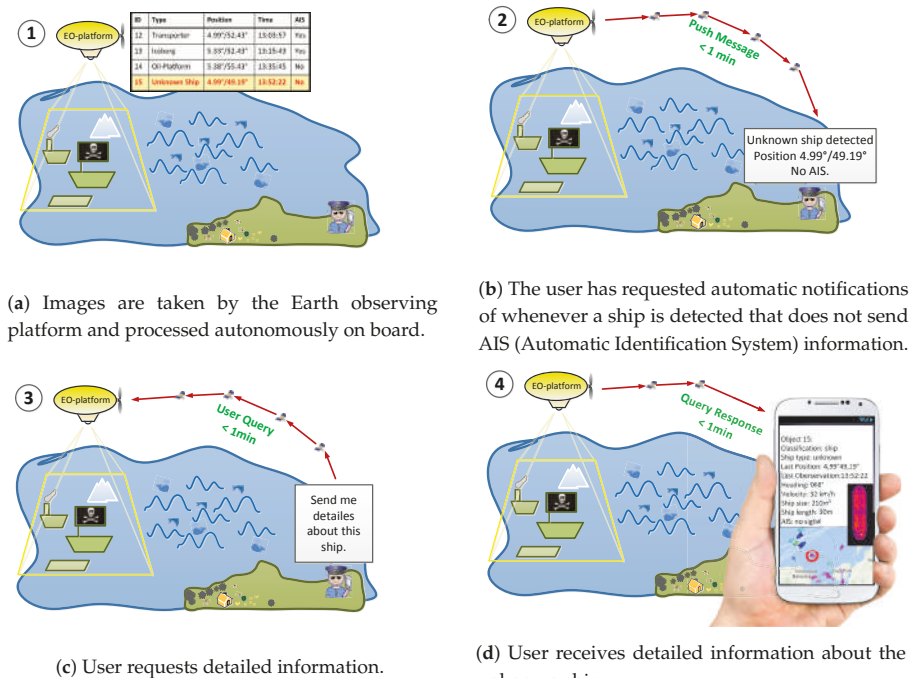 1
EO-platform
ID Type Position Time AIS
12 Transporter 4.99°/52.43° Yes
13 Iceberg 13:15:43 Yes
14 Oil-Platform 5.38°/55.43° 13:35:45 No
15 Unknown Ship 4.99°/49.19° 13:52:22 No
(a) Images are taken by the Earth observing
platform and processed autonomously on board.
2
EO-platform
Push Message
< 1 min
Unknown ship detected
Position 4.99°/49.19°
No AIS.
(b) The user has requested automatic notifications
of whenever a ship is detected that does not send
AIS (Automatic Identification System) information.
3
EO-platform
User Query
< 1min
Send me
detailes
about this
ship.
(c) User requests detailed information.
4
EO-platform
Query Response
< 1min
Object 15:
Classification: ship
Ship type: unknown
Last Position: 4,99°49,19°
Last Observation:13:52:22
Heading: 098°
Velocity: 32 km/h
Ship size: 210m²
Ship length: 30m
AIS: no signal
(d) User receives detailed information about the